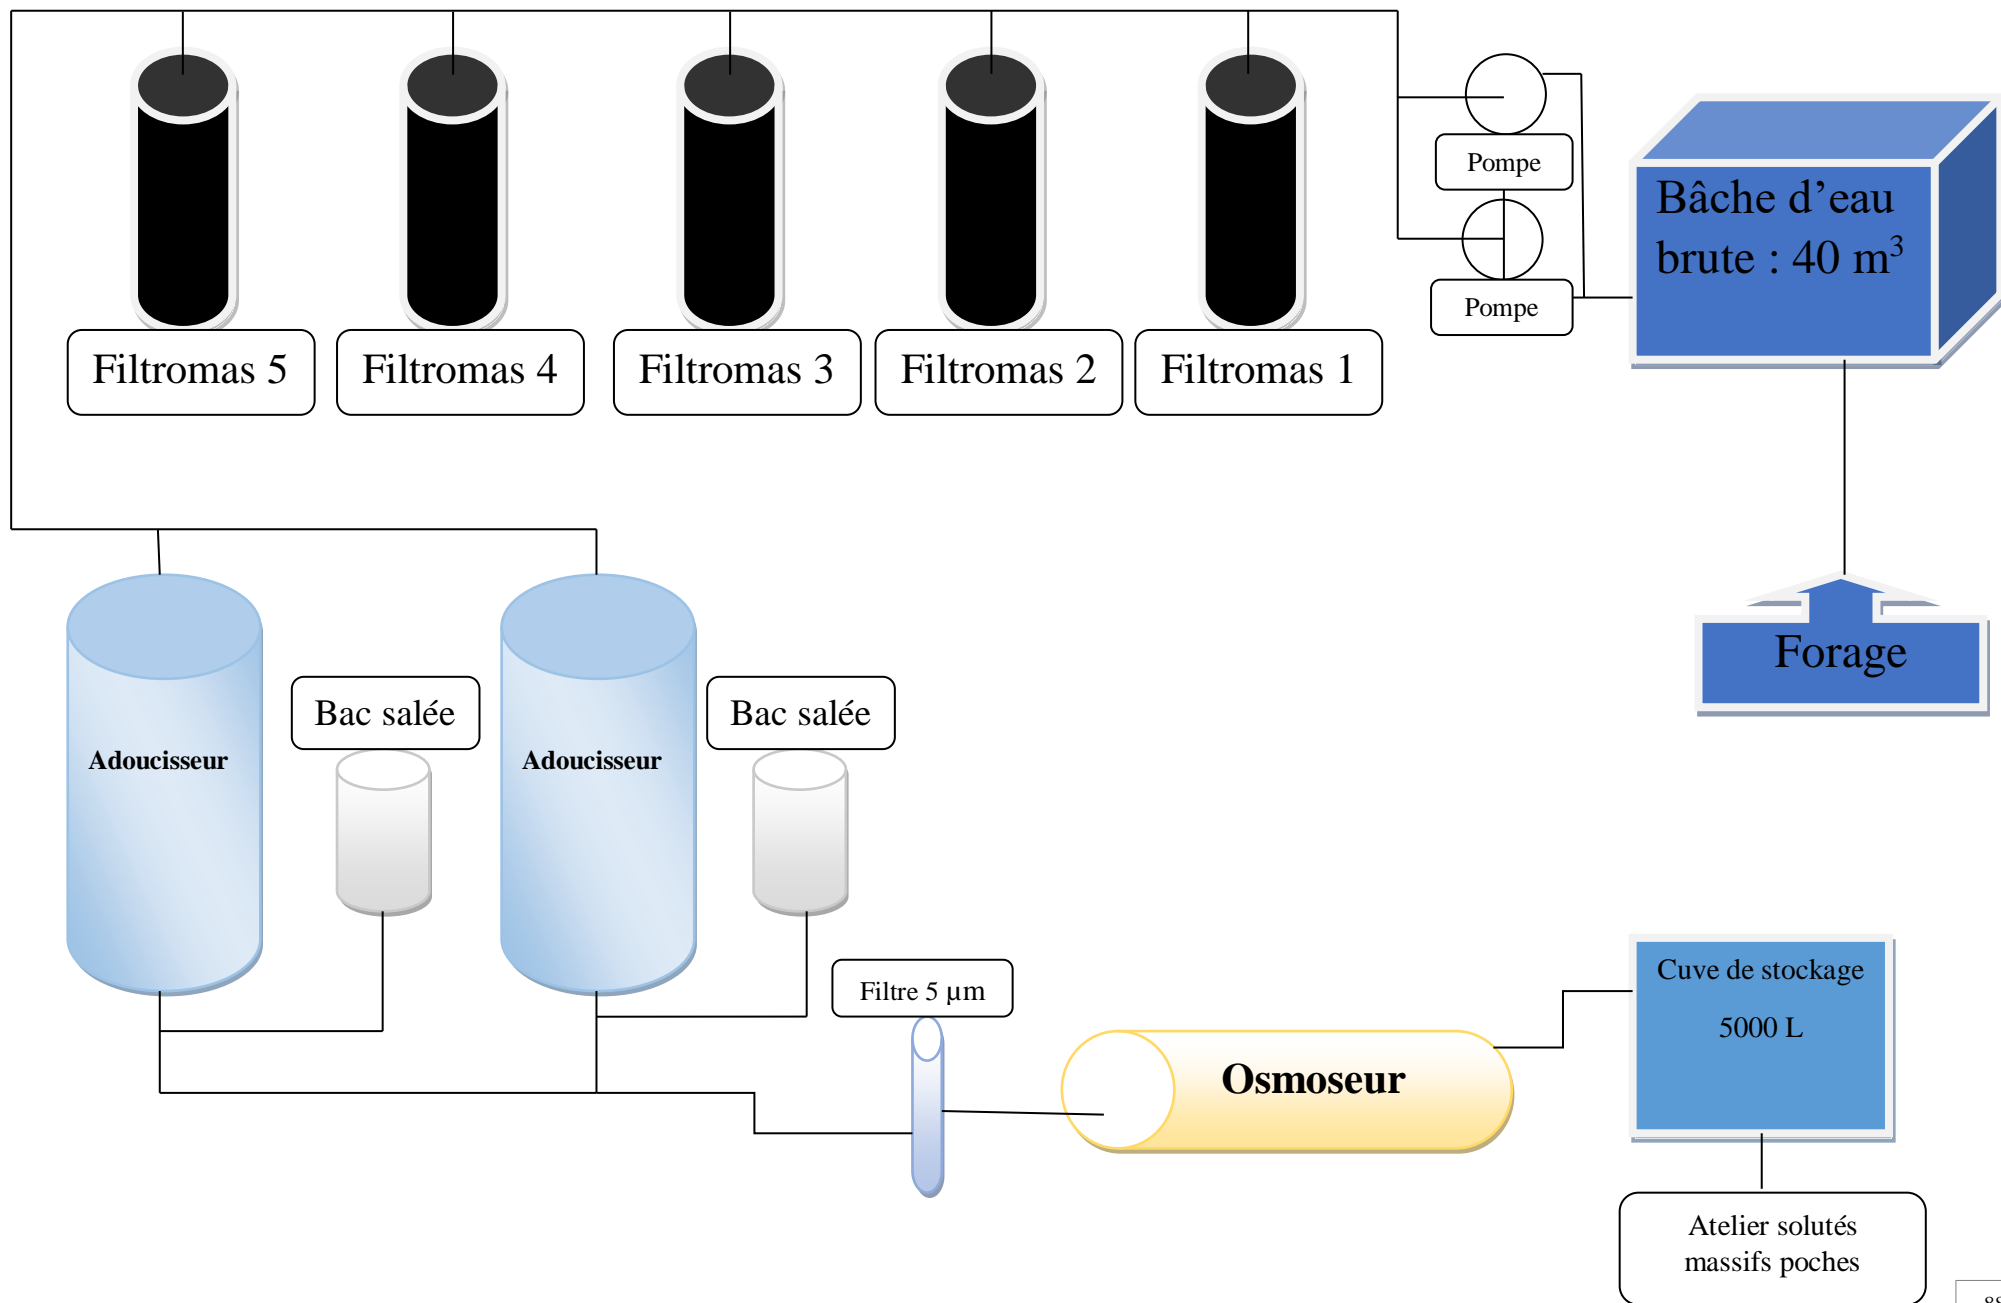 Pompe
Bâche d’eau
brute : 40 m³
Pompe
Filtromas 5
Filtromas 4
Filtromas 3
Filtromas 2
Filtromas 1
Forage
Bac salée
Bac salée
Adoucisseur
Adoucisseur
Filtre 5 µm
Cuve de stockage
5000 L
Osmoseur
Atelier solutés
massifs poches